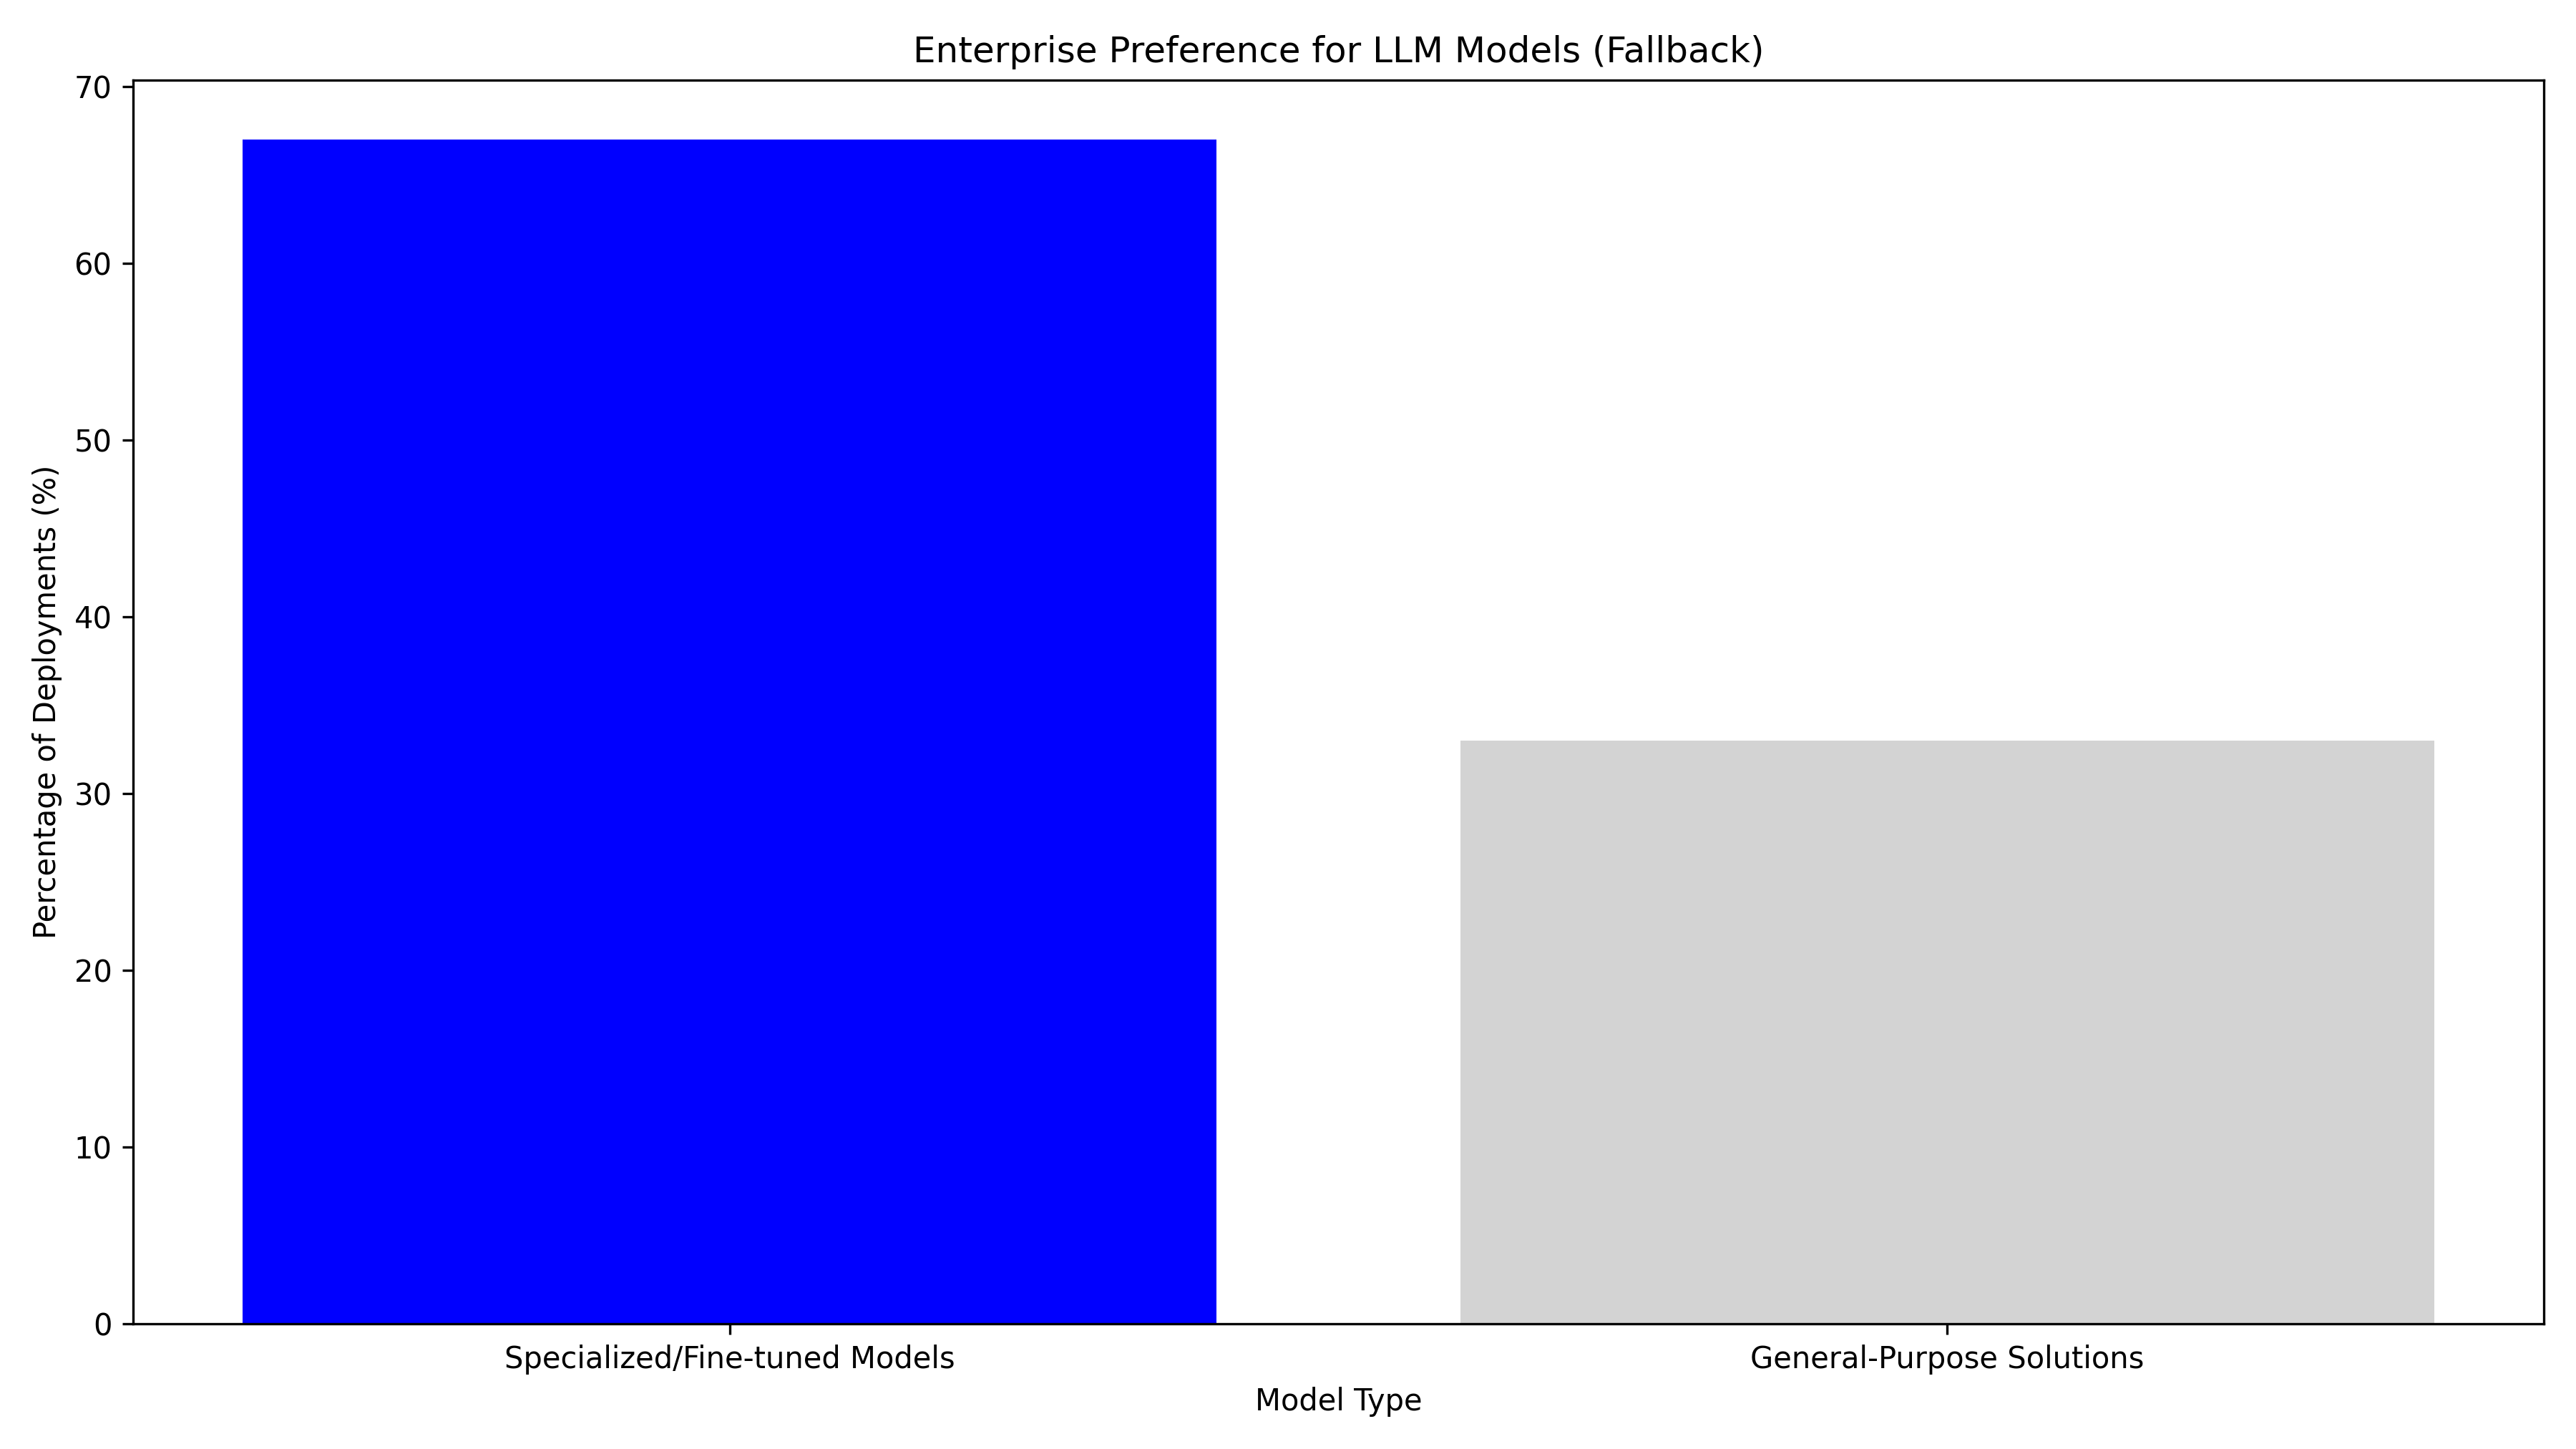 Enterprise Preference for LLM Models (Fallback)
Percentage of Deployments (%)
70
60
50
40
30
20
10
0
Specialized/Fine-tuned Models
General-Purpose Solutions
Model Type